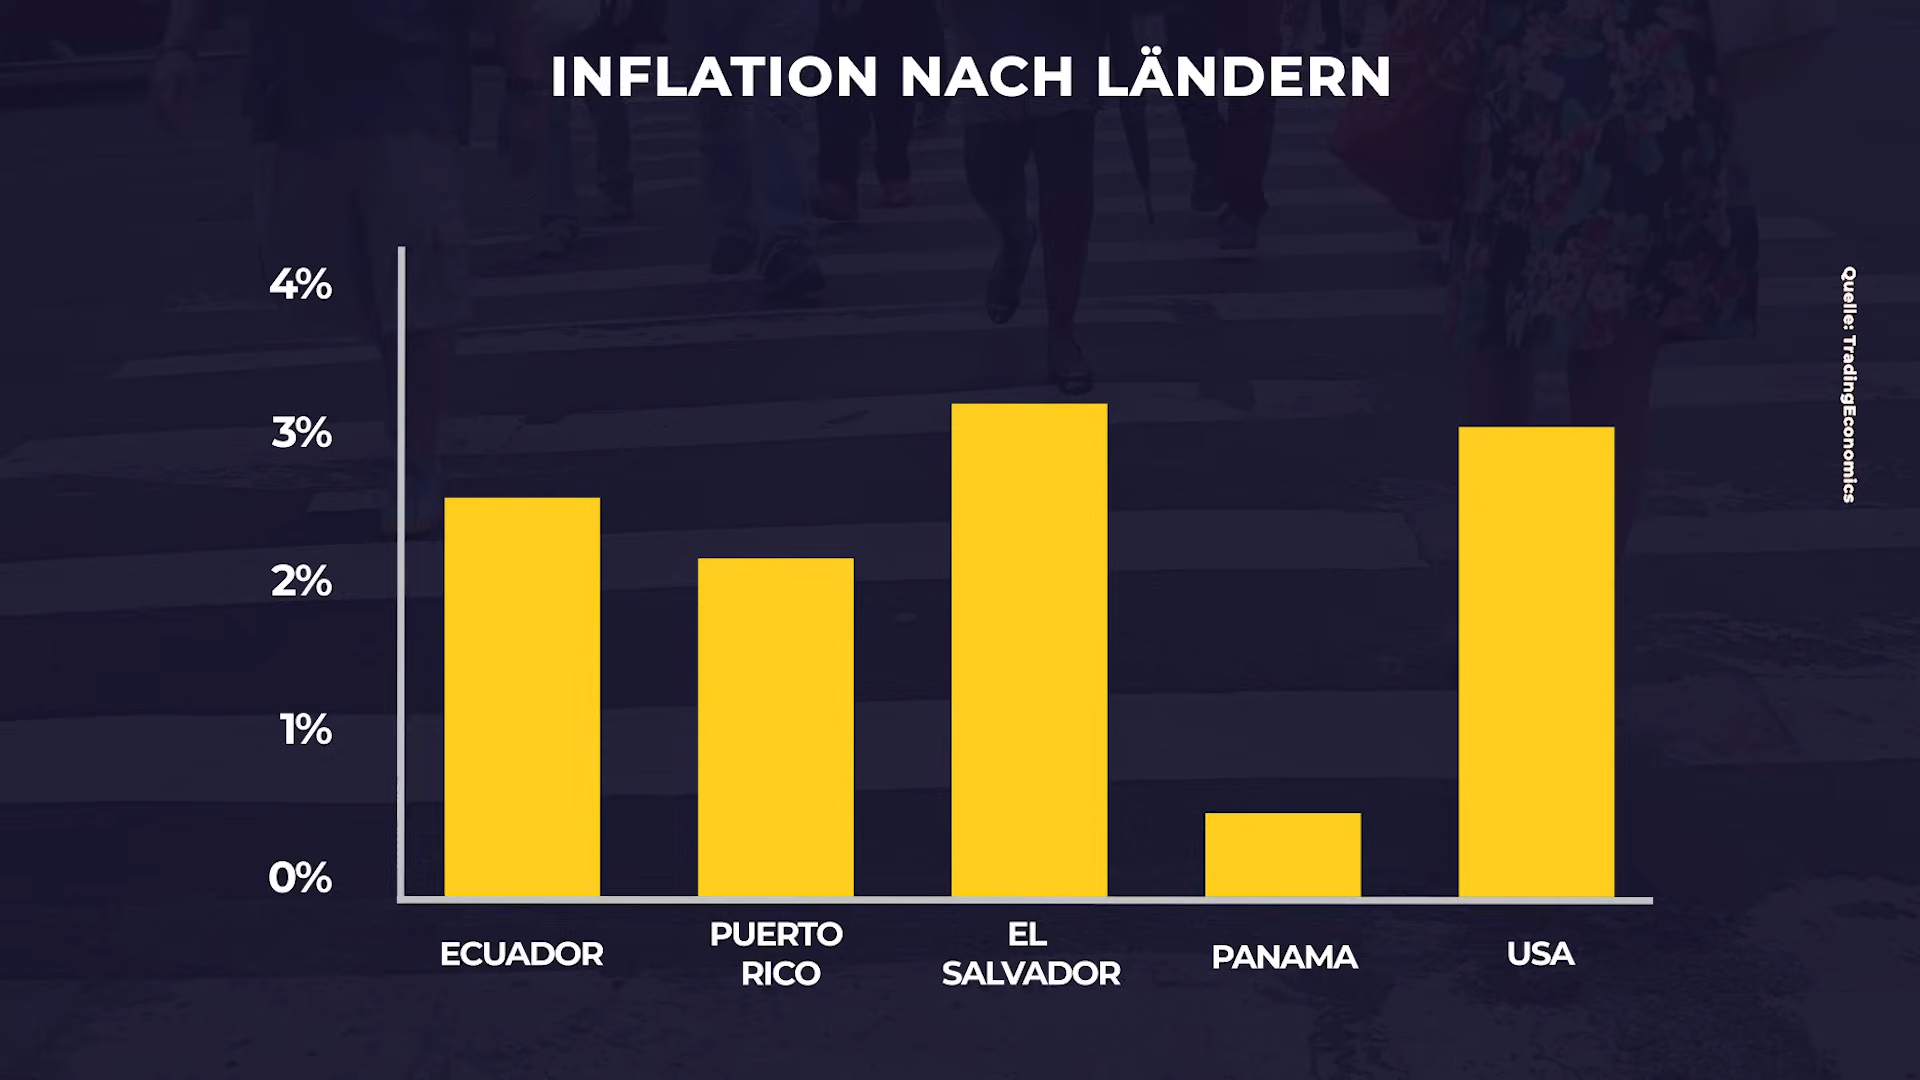 INFLATION NACH LÄNDERN
4%
3%
2%
1%
0%
ECUADOR
PUERTO
RICO
EL
SALVADOR
PANAMA
USA
Quelle: TradingEconomics